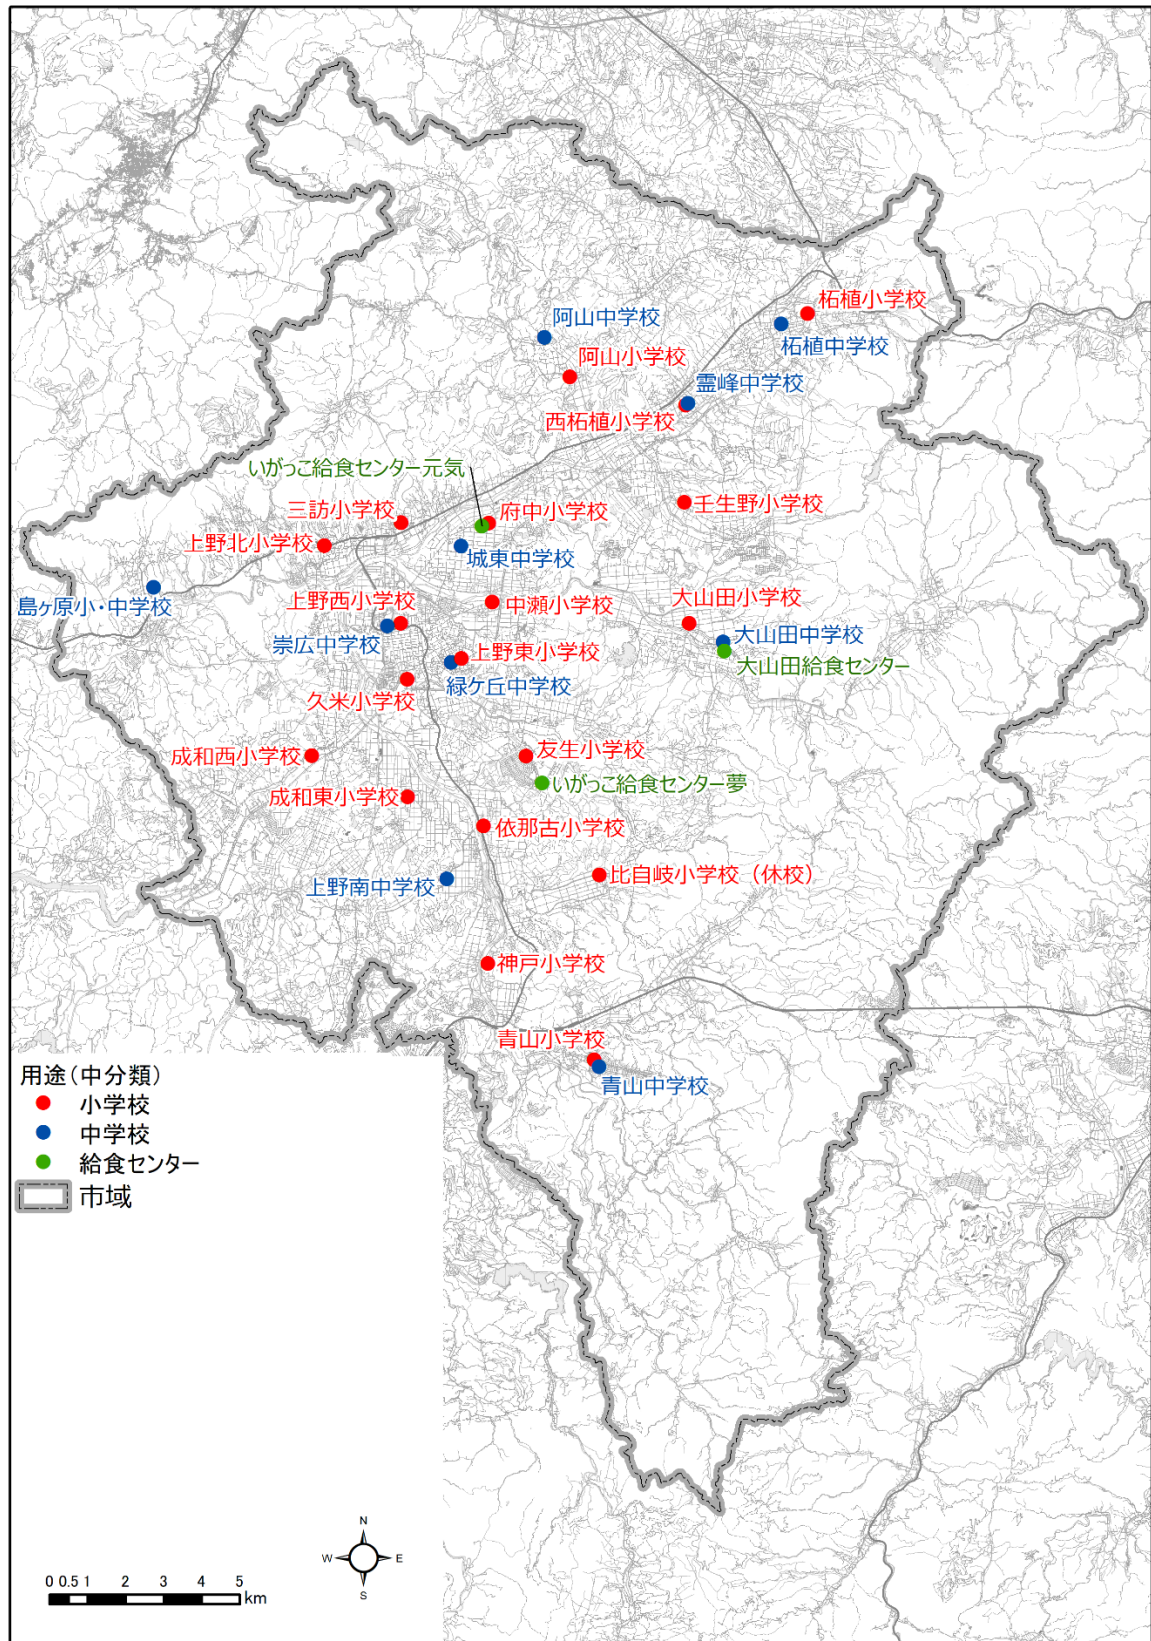 柘植小学校
阿山中学校
柘植中学校
阿山小学校
霊峰中学校
西柘植小学校
いがっこ給食センター元気
三訪小学校
府中小学校
壬生野小学校
上野北小学校
城東中学校
島ヶ原小・中学校
上野西小学校
中瀬小学校
大山田小学校
崇広中学校
大山田中学校
上野東小学校
大山田給食センター
緑ケ丘中学校
久米小学校
成和西小学校
友生小学校
いがっこ給食センター夢
成和東小学校
依那古小学校
比自岐小学校（休校）
上野南中学校
神戸小学校
青山小学校
青山中学校
用途（中分類）
小学校
中学校
給食センター
市域
N
W
E
S
0 0.5 1 2 3 4 5
km